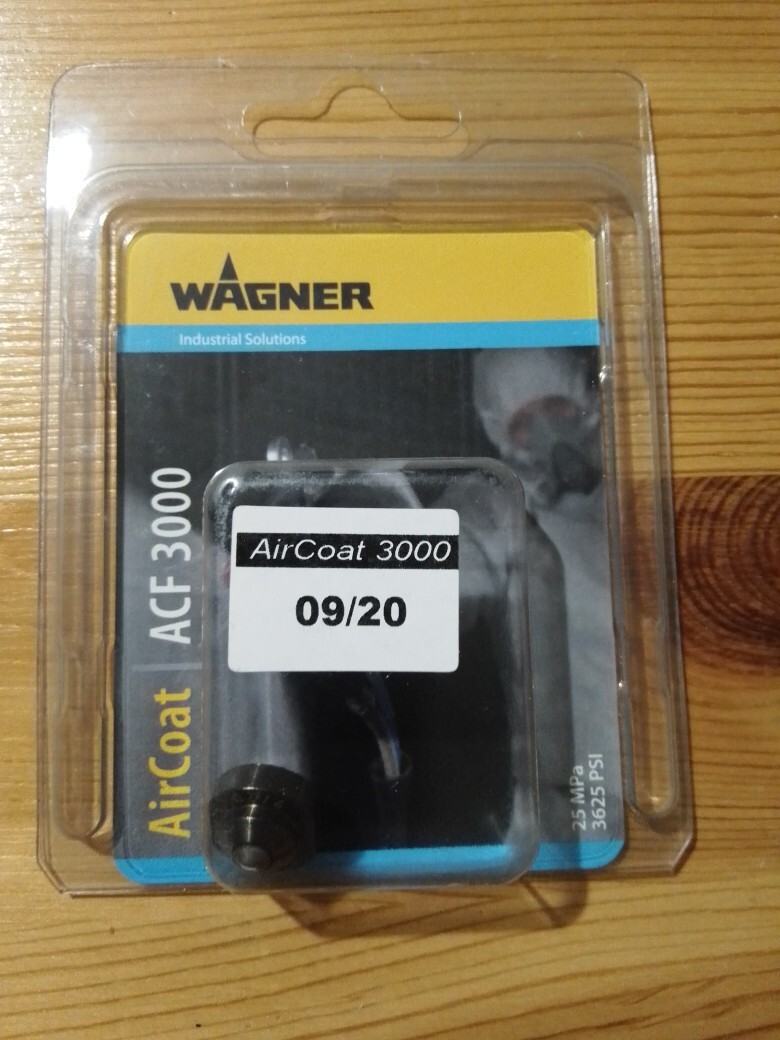 WAGNER
Industrial Solutions
AirCoat | ACF 3000
AirCoat 3000
09/20
25 MPa
3625 PSI